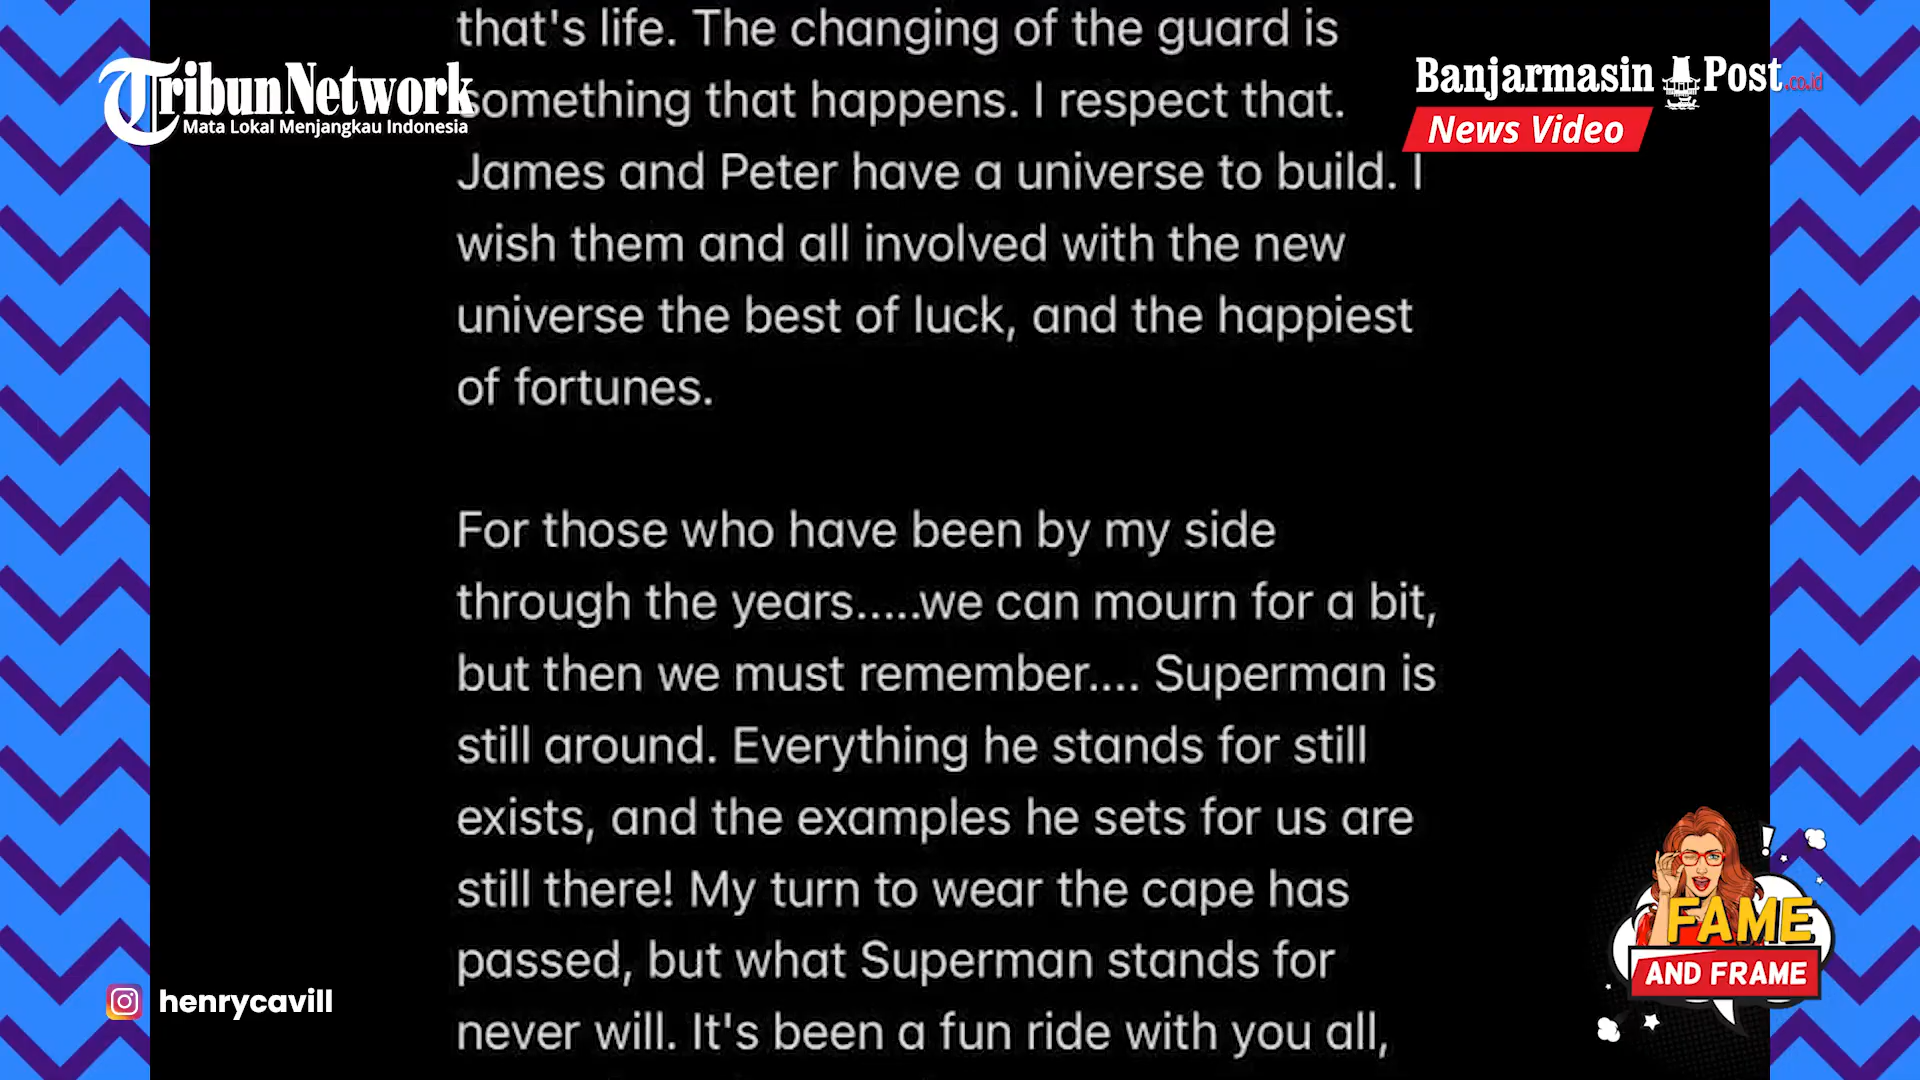 that's life. The changing of the guard is
TribunNetwork
Mata Lokal Menjangkau Indonesia
something that happens. I respect that.
Banjarmasin Post.co.id
News Video
James and Peter have a universe to build. I
wish them and all involved with the new
universe the best of luck, and the happiest
of fortunes.
For those who have been by my side
through the years.....we can mourn for a bit,
but then we must remember.... Superman is
still around. Everything he stands for still
exists, and the examples he sets for us are
still there! My turn to wear the cape has
passed, but what Superman stands for
never will. It's been a fun ride with you all,
henrycavill
!
FAME
AND FRAME